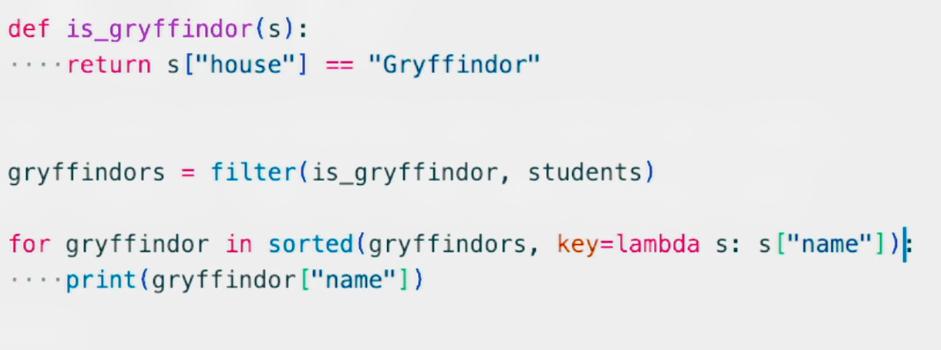 def is_gryffindor(s):
    return s["house"] == "Gryffindor"
gryffindors = filter(is_gryffindor, students)
for gryffindor in sorted(gryffindors, key=lambda s: s["name"]):
    print(gryffindor["name"])